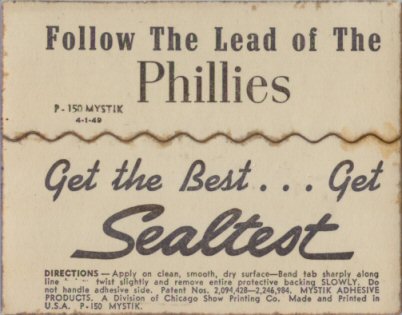 Follow The Lead of The
Phillies
P-150 MYSTIK
4-1-49
Get the Best... Get
Sealtest
DIRECTIONS — Apply on clean, smooth, dry surface—Bend tab sharply along
line twist slightly and remove entire protective backing SLOWLY. Do
not handle adhesive side. Patent Nos. 2,094,428—2,246,984, MYSTIK ADHESIVE
PRODUCTS. A Division of Chicago Show Printing Co. Made and Printed in
U.S.A. P-150 MYSTIK.